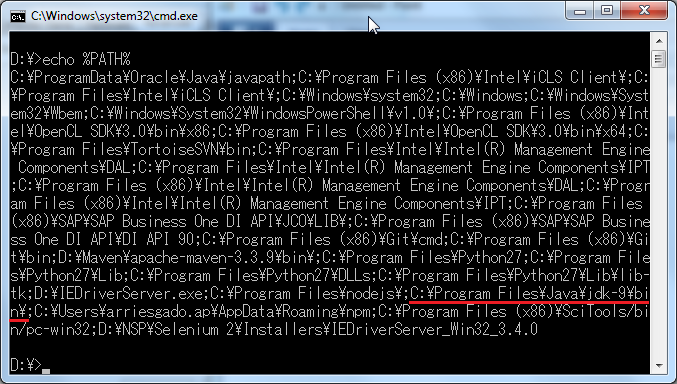 C:\Windows\system32\cmd.exe
D:¥>echo %PATH%
C:¥ProgramData¥Oracle¥Java¥javapath;C:¥Program Files (x86)¥Intel¥iCLS Client¥;C:
¥Program Files¥Intel¥iCLS Client¥;C:¥Windows¥system32;C:¥Windows;C:¥Windows¥Syst
em32¥Wbem;C:¥Windows¥System32¥WindowsPowerShell¥v1.0¥;C:¥Program Files (x86)¥Int
el¥OpenCL SDK¥3.0¥bin¥x86;C:¥Program Files (x86)¥Intel¥OpenCL SDK¥3.0¥bin¥x64;C:
¥Program Files¥TortoiseSVN¥bin;C:¥Program Files¥Intel¥Intel(R) Management Engine
 Components¥DAL;C:¥Program Files¥Intel¥Intel(R) Management Engine Components¥IPT
;C:¥Program Files (x86)¥Intel¥Intel(R) Management Engine Components¥DAL;C:¥Progr
am Files (x86)¥Intel¥Intel(R) Management Engine Components¥IPT;C:¥Program Files
(x86)¥SAP¥SAP Business One DI API¥JCO¥LIB¥;C:¥Program Files (x86)¥SAP¥SAP Busine
ss One DI API¥DI API 90;C:¥Program Files (x86)¥Git¥cmd;C:¥Program Files (x86)¥Gi
t¥bin;D:¥Maven¥apache-maven-3.3.9¥bin¥;C:¥Program Files¥Python27;C:¥Program File
s¥Python27¥Lib;C:¥Program Files¥Python27¥DLLs;C:¥Program Files¥Python27¥Lib¥lib-
tk;D:¥IEDriverServer.exe;C:¥Program Files¥nodejs¥;C:¥Program Files¥Java¥jdk-9¥bi
n¥;C:¥Users¥arriesgado.ap¥AppData¥Roaming¥npm;C:¥Program Files (x86)¥SciTools/bi
n/pc-win32;D:¥NSP¥Selenium 2¥Installers¥IEDriverServer_Win32_3.4.0
D:¥>_